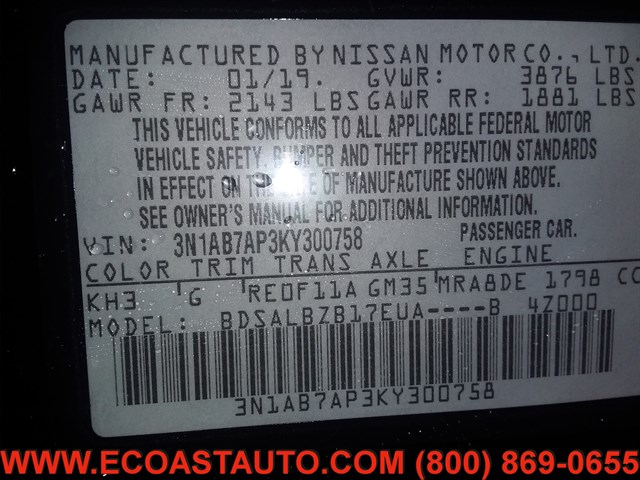 MANUFACTURED BY NISSAN MOTOR CO., LTD.
DATE: 01/19. GVWR: 3876 LBS
GAWR FR: 2143 LBS GAWR RR: 1881 LBS
THIS VEHICLE CONFORMS TO ALL APPLICABLE FEDERAL MOTOR
VEHICLE SAFETY, BUMPER AND THEFT PREVENTION STANDARDS
IN EFFECT ON THE DATE OF MANUFACTURE SHOWN ABOVE.
SEE OWNER'S MANUAL FOR ADDITIONAL INFORMATION.
VIN: 3N1AB7AP3KY300758 PASSENGER CAR.
COLOR TRIM TRANS AXLE ENGINE
KH3 G RE0F11A GM35 MRA8DE 1798 CC
MODEL: BDSALBZB17EUA----B 4Z000
3N1AB7AP3KY300758
WWW.ECOASTAUTO.COM (800) 869-0655